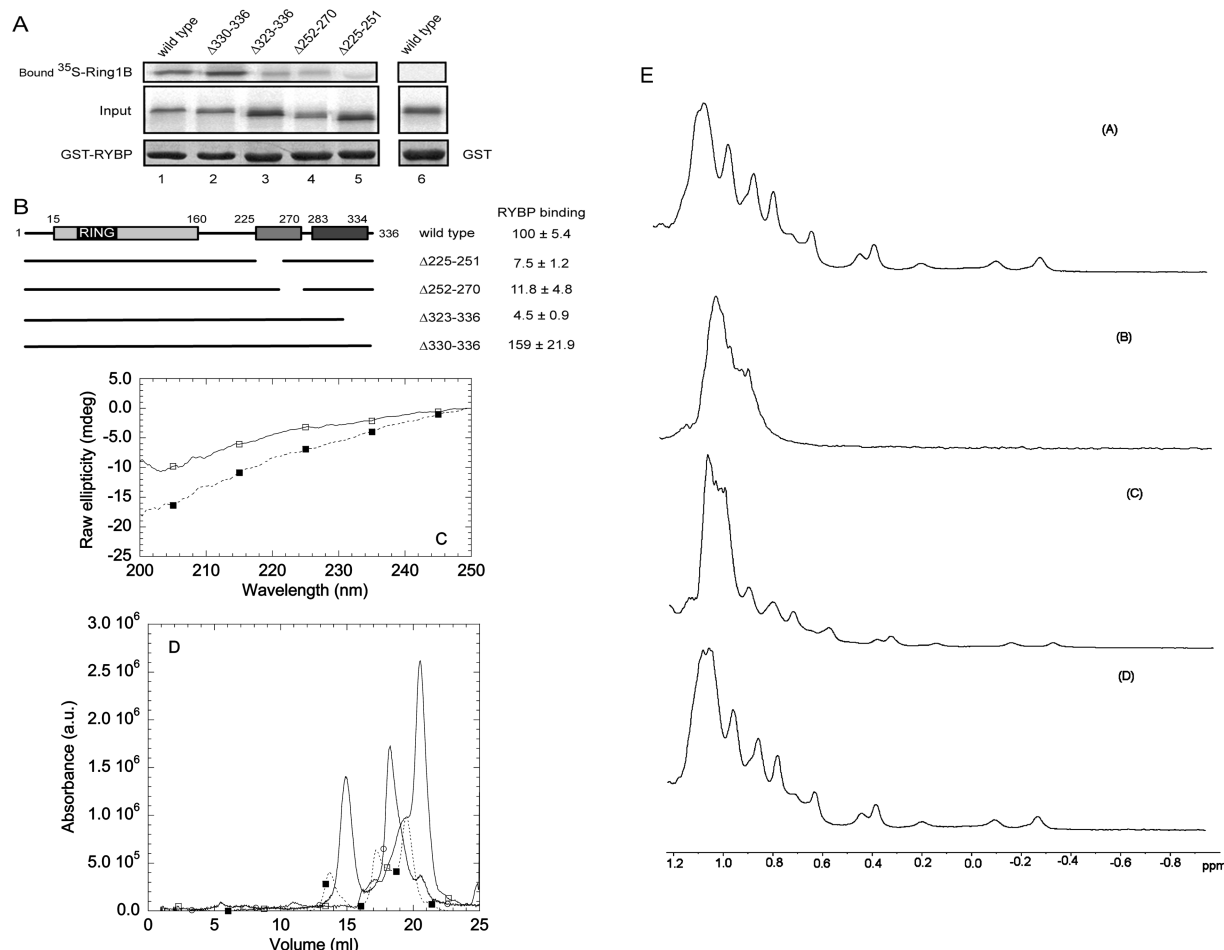 A
wild type
Δ330-336
Δ323-336
Δ252-270
Δ225-251
wild type
Bound 35S-Ring1B
Input
GST-RYBP
GST
1 2 3 4 5 6
B
RYBP binding
15 160 225 270 283 334
1 RING 336 wild type 100 ± 5.4
Δ225-251 7.5 ± 1.2
Δ252-270 11.8 ± 4.8
Δ323-336 4.5 ± 0.9
Δ330-336 159 ± 21.9
Raw ellipticity (mdeg)
5.0
0.0
-5.0
-10
-15
-20
-25
C
200 210 220 230 240 250
Wavelength (nm)
Absorbance (a.u.)
3.0 10^6
2.5 10^6
2.0 10^6
1.5 10^6
1.0 10^6
5.0 10^5
0.0
D
0 5 10 15 20 25
Volume (ml)
E
(A)
(B)
(C)
(D)
1.2 1.0 0.8 0.6 0.4 0.2 0.0 -0.2 -0.4 -0.6 -0.8 ppm